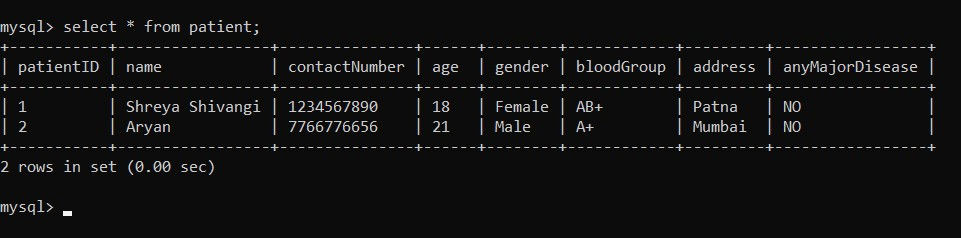 mysql> select * from patient;
+-----------+-----------------+---------------+------+--------+------------+---------+-----------------+
| patientID | name            | contactNumber | age  | gender | bloodGroup | address | anyMajorDisease |
+-----------+-----------------+---------------+------+--------+------------+---------+-----------------+
| 1         | Shreya Shivangi | 1234567890    | 18   | Female | AB+        | Patna   | NO              |
| 2         | Aryan           | 7766776656    | 21   | Male   | A+         | Mumbai  | NO              |
+-----------+-----------------+---------------+------+--------+------------+---------+-----------------+
2 rows in set (0.00 sec)
mysql>